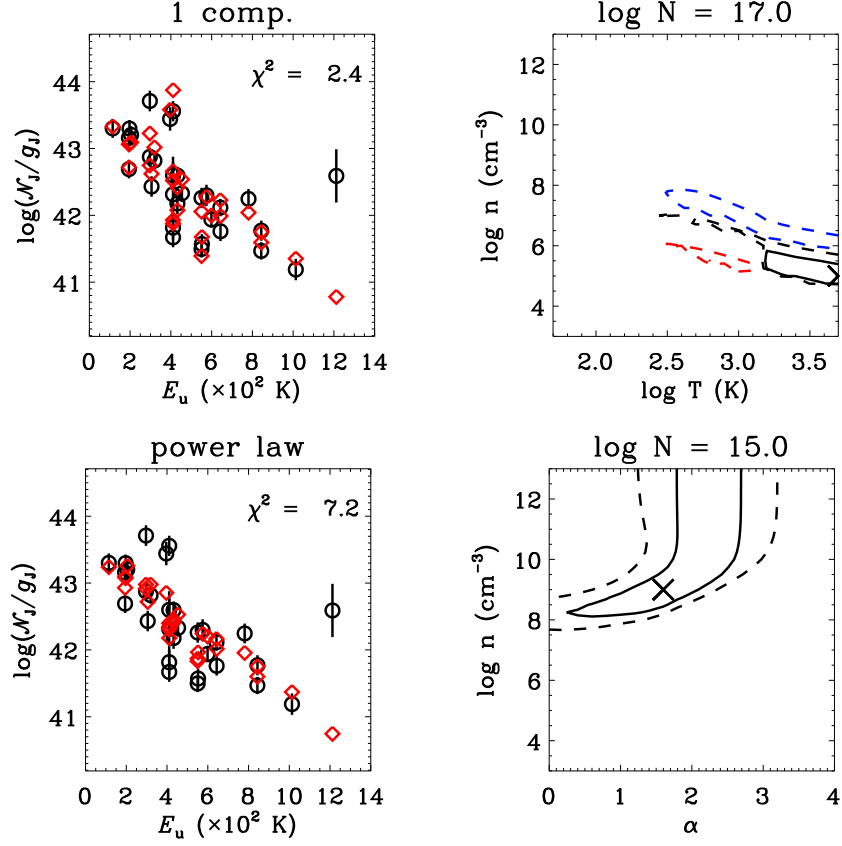 1 comp.
χ² = 2.4
log(𝒩J/gJ)
44
43
42
41
0 2 4 6 8 10 12 14
Eu (×10² K)
log N = 17.0
log n (cm⁻³)
12
10
8
6
4
2.0 2.5 3.0 3.5
log T (K)
power law
χ² = 7.2
log(𝒩J/gJ)
44
43
42
41
0 2 4 6 8 10 12 14
Eu (×10² K)
log N = 15.0
log n (cm⁻³)
12
10
8
6
4
0 1 2 3 4
α